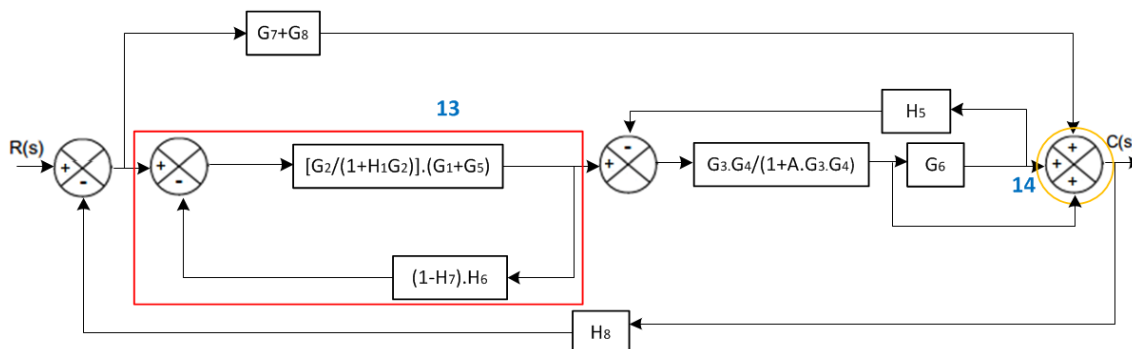 G7+G8
13
H5
R(s)
C(s
+
-
+
-
[G2/(1+H1G2)].(G1+G5)
-
+
G3.G4/(1+A.G3.G4)
G6
+
+
+
+
14
(1-H7).H6
H8